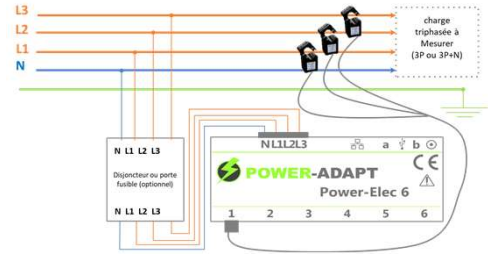 L3
L2
L1
N
charge
triphasée à
Mesurer
(3P ou 3P+N)
N L1 L2 L3
Disjoncteur ou porte
fusible (optionnel)
N L1 L2 L3
N L1 L2 L3
a b
POWER-ADAPT
CE
Power-Elec 6
1 2 3 4 5 6